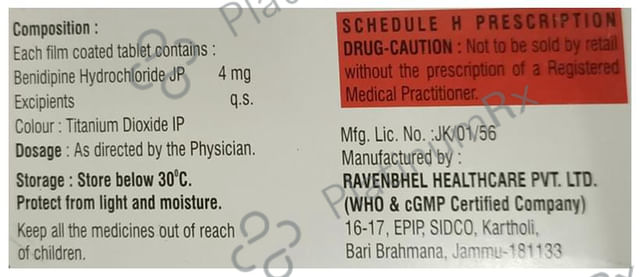 Composition :
Each film coated tablet contains :
Benidipine Hydrochloride JP 4 mg
Excipients q.s.
Colour : Titanium Dioxide IP
Dosage : As directed by the Physician.
Storage : Store below 30°C.
Protect from light and moisture.
Keep all the medicines out of reach
of children.
SCHEDULE H PRESCRIPTION
DRUG-CAUTION : Not to be sold by retail
without the prescription of a Registered
Medical Practitioner.
Mfg. Lic. No. :JK/01/56
Manufactured by :
RAVENBHEL HEALTHCARE PVT. LTD.
(WHO & cGMP Certified Company)
16-17, EPIP, SIDCO, Kartholi,
Bari Brahmana, Jammu-181133
PlatinumRx